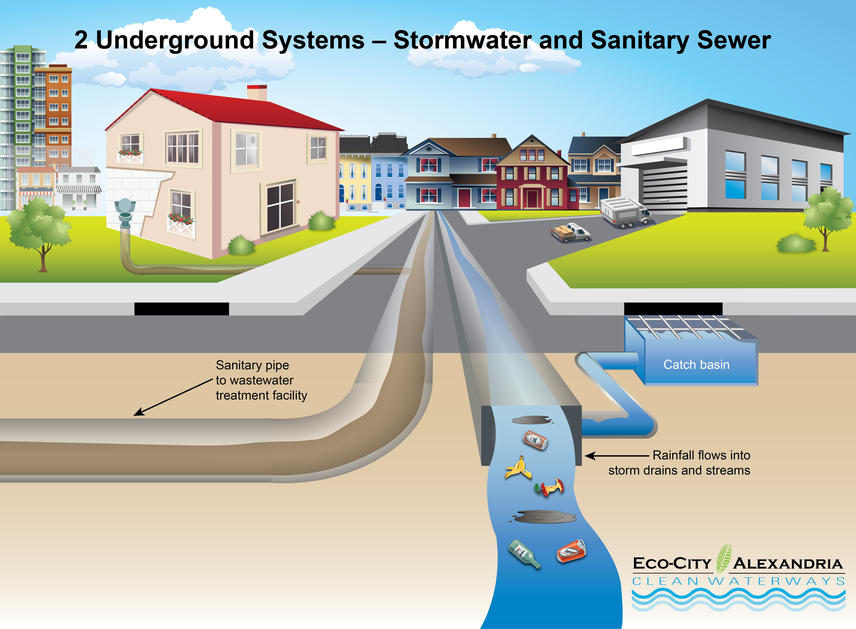 2 Underground Systems – Stormwater and Sanitary Sewer
Sanitary pipe
to wastewater
treatment facility
Catch basin
Rainfall flows into
storm drains and streams
Eco-City Alexandria
Clean Waterways